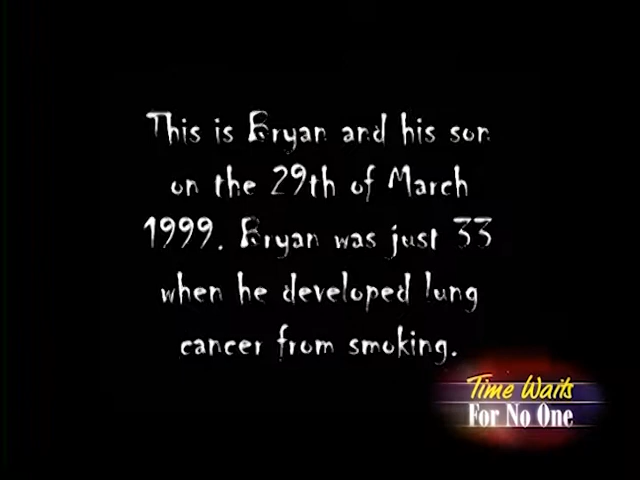 This is Bryan and his son
on the 29th of March
1999. Bryan was just 33
when he developed lung
cancer from smoking.
Time Waits
For No One